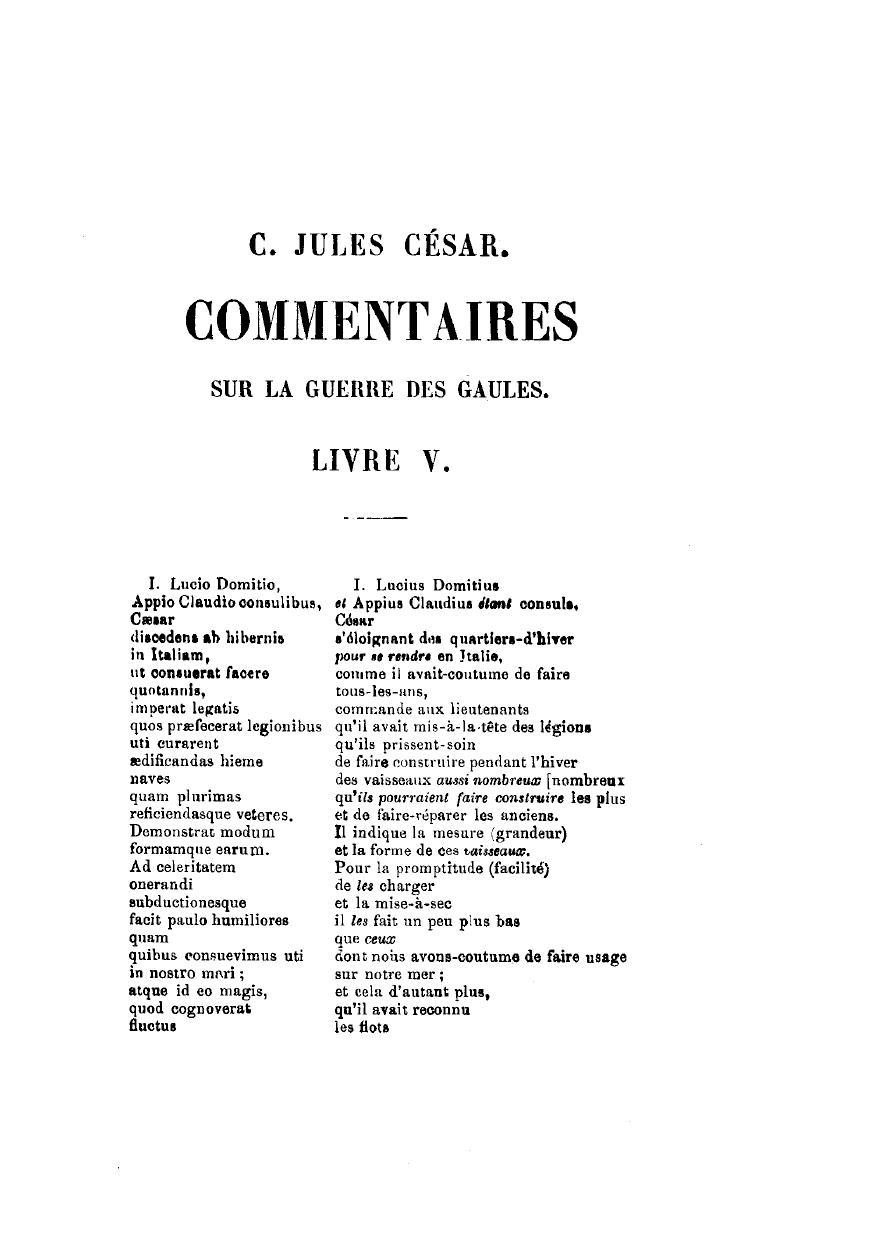 C. JULES CÉSAR.
COMMENTAIRES
SUR LA GUERRE DES GAULES.
LIVRE V.
I. Lucio Domitio,
Appio Claudio consulibus,
Cæsar
discedens ab hibernis
in Italiam,
ut consuerat facere
quotannis,
imperat legatis
quos præfecerat legionibus
uti curarent
ædificandas hieme
naves
quam plurimas
reficiendasque veteres.
Demonstrat modum
formamque earum.
Ad celeritatem
onerandi
subductionesque
facit paulo humiliores
quam
quibus consuevimus uti
in nostro mari ;
atque id eo magis,
quod cognoverat
fluctus
I. Lucius Domitius
et Appius Claudius étant consuls,
César
s'éloignant des quartiers-d'hiver
pour se rendre en Italie,
comme il avait-coutume de faire
tous-les-ans,
commande aux lieutenants
qu'il avait mis-à-la-tête des légions
qu'ils prissent-soin
de faire construire pendant l'hiver
des vaisseaux aussi nombreux [nombreux
qu'ils pourraient faire construire les plus
et de faire-réparer les anciens.
Il indique la mesure (grandeur)
et la forme de ces vaisseaux.
Pour la promptitude (facilité)
de les charger
et la mise-à-sec
il les fait un peu plus bas
que ceux
dont nous avons-coutume de faire usage
sur notre mer ;
et cela d'autant plus,
qu'il avait reconnu
les flots